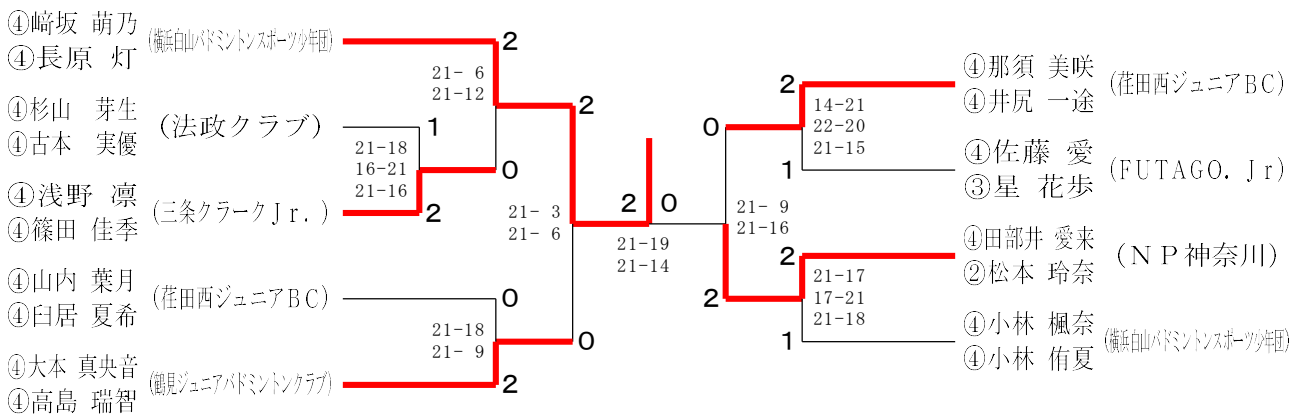 ④﨑坂 萌乃
④長原 灯
(横浜白山バドミントンスポーツ少年団)
2
21- 6
21-12
④杉山 芽生
④古本 実優
(法政クラブ)
1
2
21-18
16-21
21-16
0
④浅野 凛
④篠田 佳季
(三条クラークJr.)
2
21- 3
21- 6
④山内 葉月
④臼居 夏希
(荏田西ジュニアBC)
0
21-18
21- 9
0
④大本 真央音
④高島 瑞智
(鶴見ジュニアバドミントンクラブ)
2
2 0
21-19
21-14
2
④那須 美咲
④井尻 一途
(荏田西ジュニアBC)
14-21
22-20
21-15
0
1
④佐藤 愛
③星 花歩
(FUTAGO.Jr)
21- 9
21-16
2
④田部井 愛来
②松本 玲奈
(NP神奈川)
21-17
17-21
21-18
2
1
④小林 楓奈
④小林 侑夏
(横浜白山バドミントンスポーツ少年団)